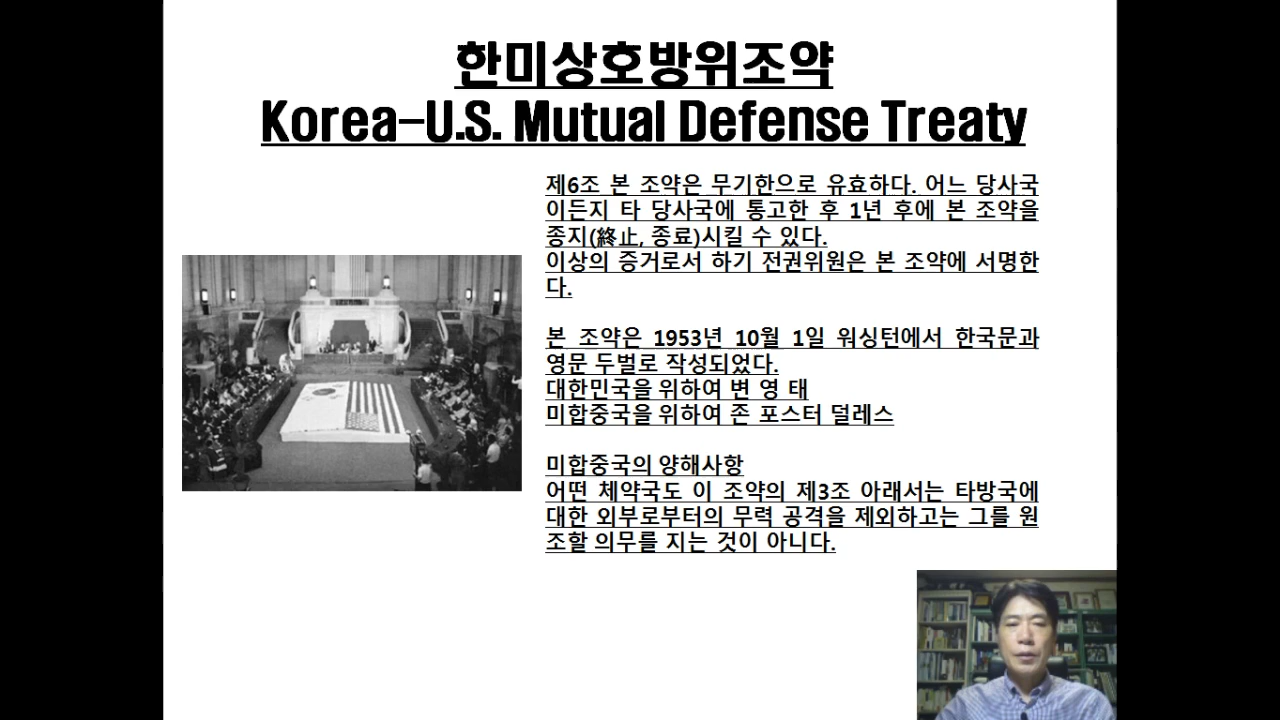 한미상호방위조약
Korea-U.S. Mutual Defense Treaty
제6조 본 조약은 무기한으로 유효하다. 어느 당사국
이든지 타 당사국에 통고한 후 1년 후에 본 조약을
종지(終止, 종료)시킬 수 있다.
이상의 증거로서 하기 전권위원은 본 조약에 서명한
다.
본 조약은 1953년 10월 1일 워싱턴에서 한국문과
영문 두벌로 작성되었다.
대한민국을 위하여 변 영 태
미합중국을 위하여 존 포스터 덜레스
미합중국의 양해사항
어떤 체약국도 이 조약의 제3조 아래서는 타방국에
대한 외부로부터의 무력 공격을 제외하고는 그를 원
조할 의무를 지는 것이 아니다.